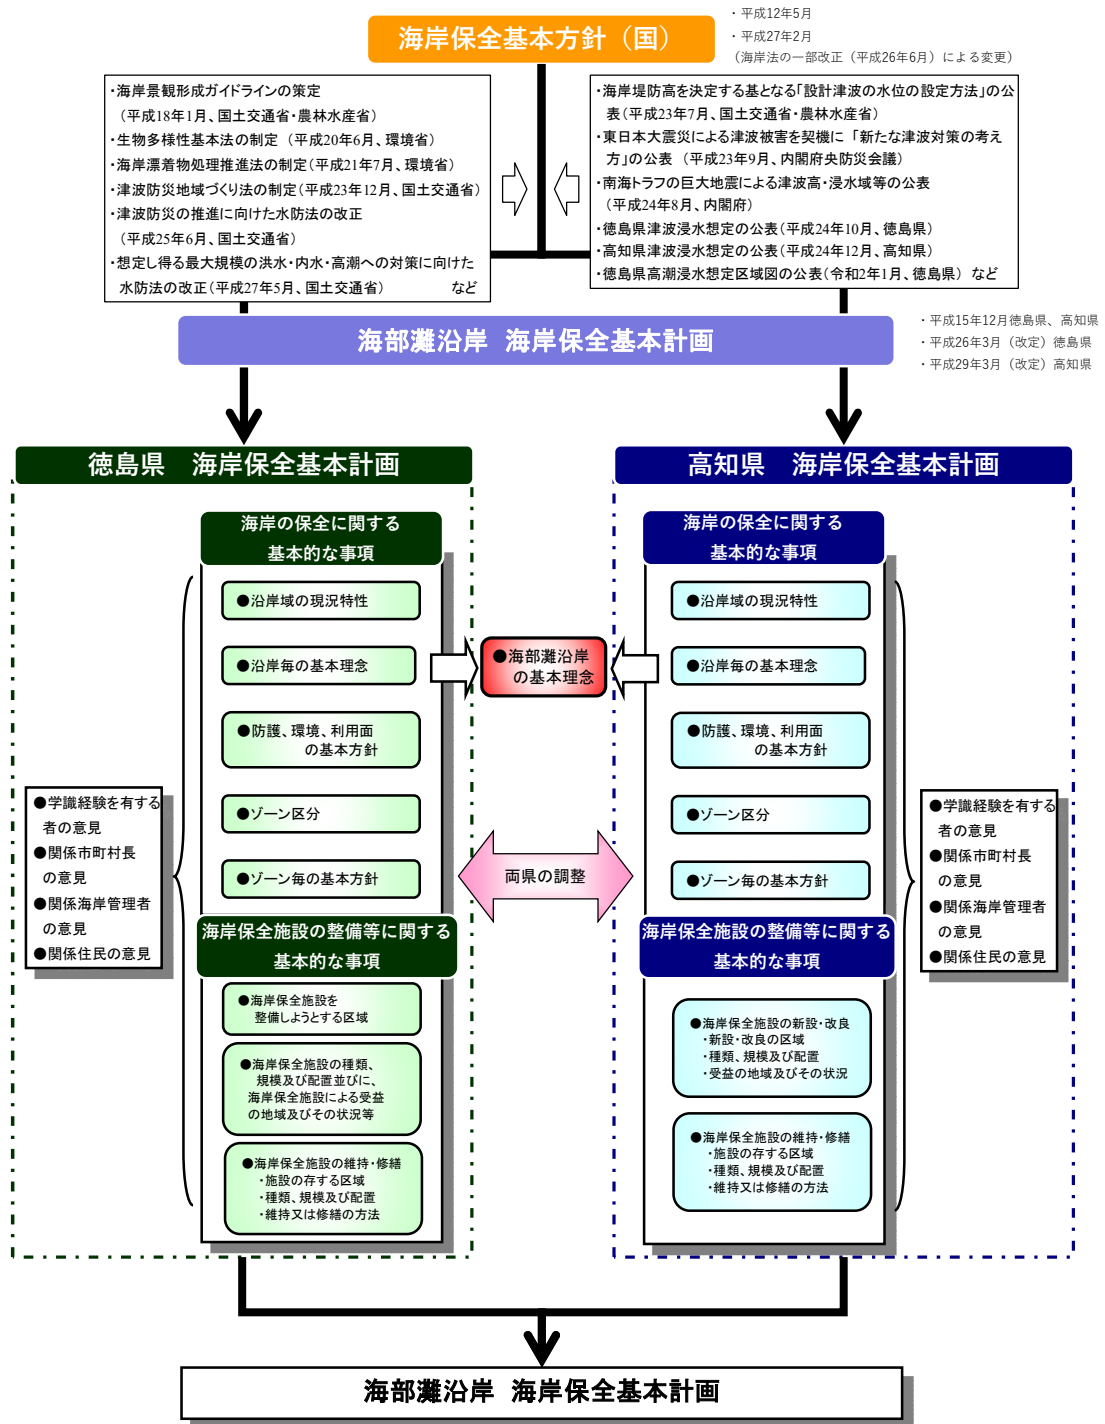 海岸保全基本方針（国）
・平成12年5月
・平成27年2月
（海岸法の一部改正（平成26年6月）による変更）
・海岸景観形成ガイドラインの策定
（平成18年1月、国土交通省・農林水産省）
・生物多様性基本法の制定 （平成20年6月、環境省）
・海岸漂着物処理推進法の制定（平成21年7月、環境省）
・津波防災地域づくり法の制定（平成23年12月、国土交通省）
・津波防災の推進に向けた水防法の改正
（平成25年6月、国土交通省）
・想定し得る最大規模の洪水・内水・高潮への対策に向けた
水防法の改正（平成27年5月、国土交通省） など
・海岸堤防高を決定する基となる「設計津波の水位の設定方法」の公
表（平成23年7月、国土交通省・農林水産省）
・東日本大震災による津波被害を契機に 「新たな津波対策の考え
方」の公表 （平成23年9月、内閣府中央防災会議）
・南海トラフの巨大地震による津波高・浸水域等の公表
（平成24年8月、内閣府）
・徳島県津波浸水想定の公表（平成24年10月、徳島県）
・高知県津波浸水想定の公表（平成24年12月、高知県）
・徳島県高潮浸水想定区域図の公表（令和2年1月、徳島県） など
海部灘沿岸 海岸保全基本計画
・平成15年12月徳島県、高知県
・平成26年3月（改定）徳島県
・平成29年3月（改定）高知県
徳島県 海岸保全基本計画
海岸の保全に関する
基本的な事項
●沿岸域の現況特性
●沿岸毎の基本理念
●防護、環境、利用面
の基本方針
●ゾーン区分
●ゾーン毎の基本方針
海岸保全施設の整備等に関する
基本的な事項
●海岸保全施設を
整備しようとする区域
●海岸保全施設の種類、
規模及び配置並びに、
海岸保全施設による受益
の地域及びその状況等
●海岸保全施設の維持・修繕
・施設の存する区域
・種類、規模及び配置
・維持又は修繕の方法
●学識経験を有する
者の意見
●関係市町村長
の意見
●関係海岸管理者
の意見
●関係住民の意見
●海部灘沿岸
の基本理念
両県の調整
高知県 海岸保全基本計画
海岸の保全に関する
基本的な事項
●沿岸域の現況特性
●沿岸毎の基本理念
●防護、環境、利用面
の基本方針
●ゾーン区分
●ゾーン毎の基本方針
海岸保全施設の整備等に関する
基本的な事項
●海岸保全施設の新設・改良
・新設・改良の区域
・種類、規模及び配置
・受益の地域及びその状況
●海岸保全施設の維持・修繕
・施設の存する区域
・種類、規模及び配置
・維持又は修繕の方法
●学識経験を有する
者の意見
●関係市町村長
の意見
●関係海岸管理者
の意見
●関係住民の意見
海部灘沿岸 海岸保全基本計画